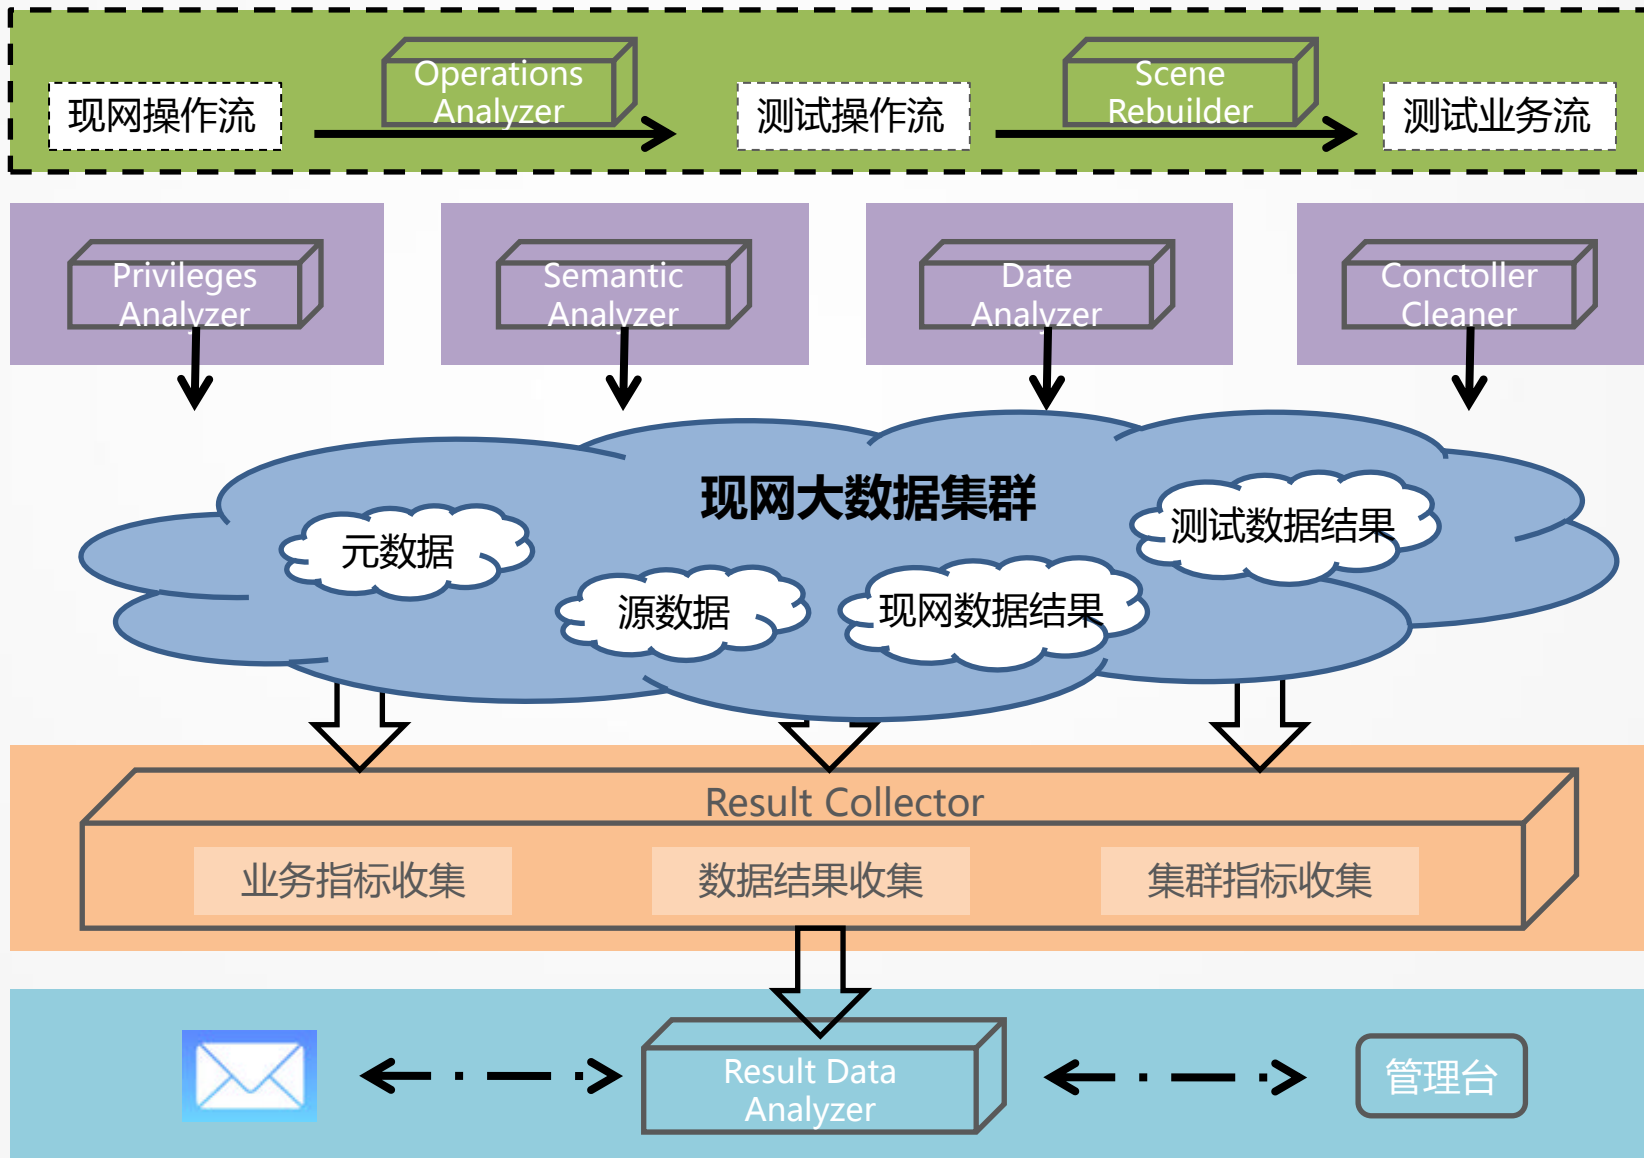 现网操作流
Operations
Analyzer
测试操作流
Scene
Rebuilder
测试业务流
Privileges
Analyzer
Semantic
Analyzer
Date
Analyzer
Conctoller
Cleaner
现网大数据集群
元数据
源数据
现网数据结果
测试数据结果
Result Collector
业务指标收集
数据结果收集
集群指标收集
Result Data
Analyzer
管理台